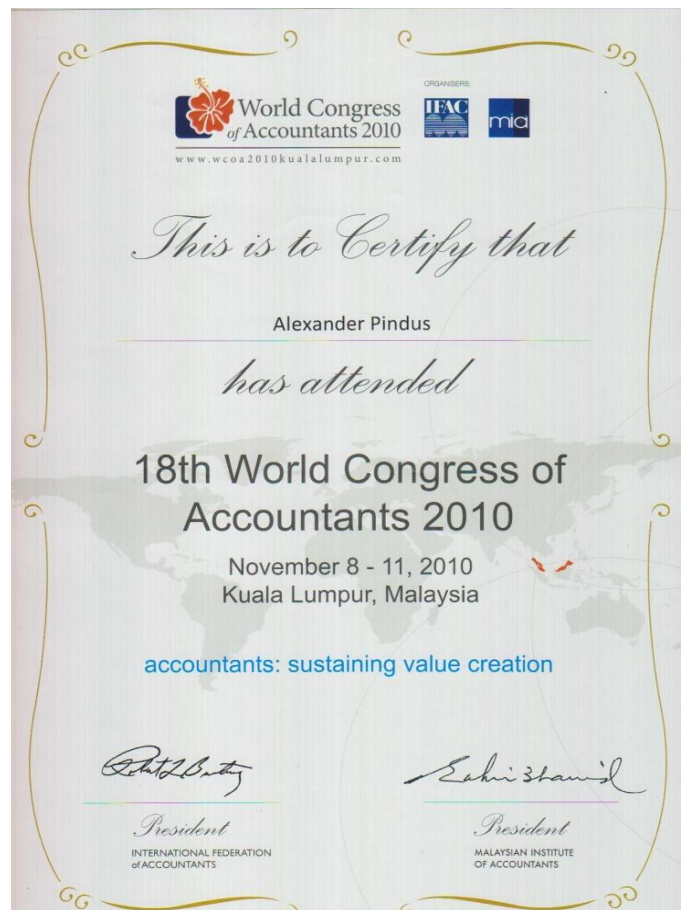 World Congress
of Accountants 2010
www.wcoa2010kualalumpur.com
ORGANISERS:
IFAC
mia
This is to Certify that
Alexander Pindus
has attended
18th World Congress of
Accountants 2010
November 8 - 11, 2010
Kuala Lumpur, Malaysia
accountants: sustaining value creation
President
INTERNATIONAL FEDERATION
of ACCOUNTANTS
President
MALAYSIAN INSTITUTE
OF ACCOUNTANTS